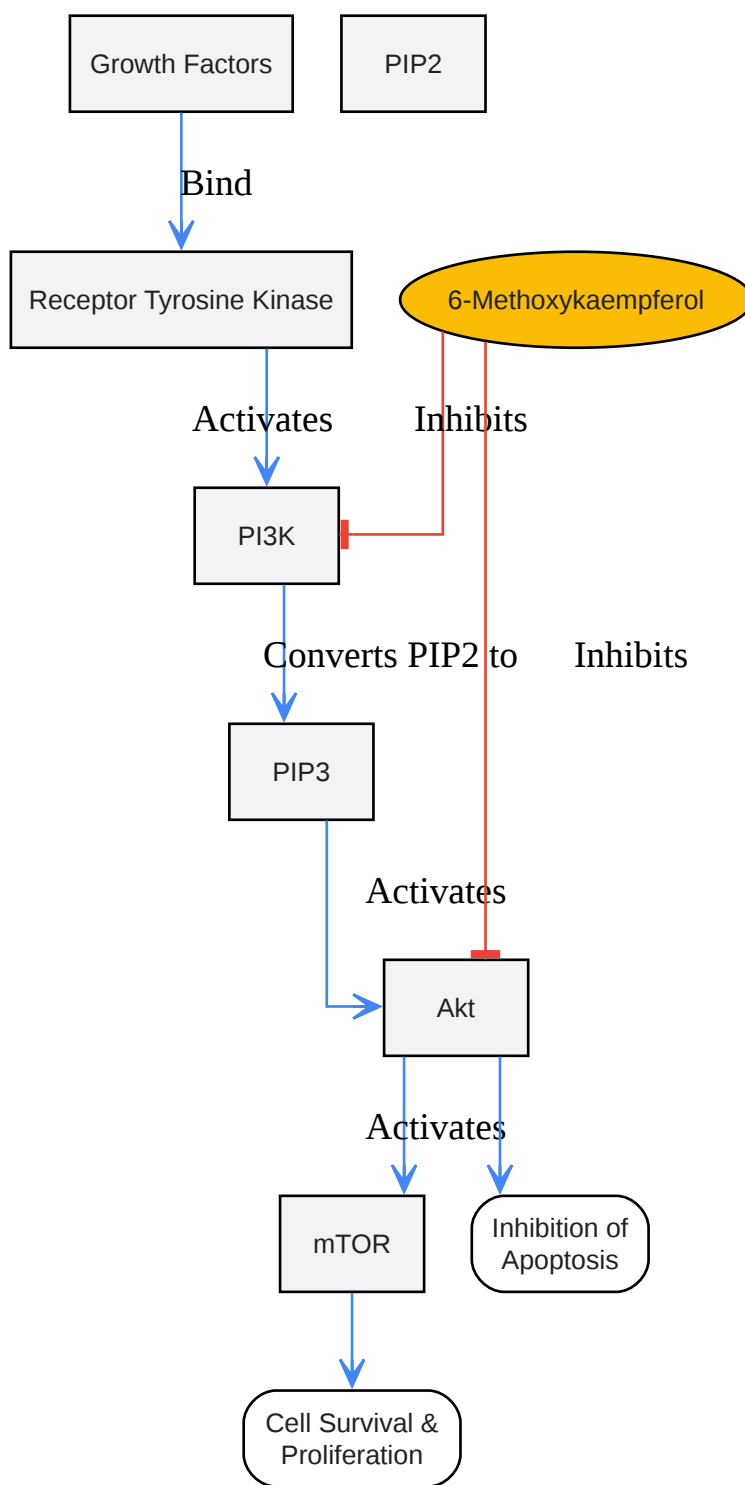 Growth Factors
PIP2
Bind
Receptor Tyrosine Kinase
6-Methoxykaempferol
Activates
Inhibits
PI3K
Converts PIP2 to
Inhibits
PIP3
Activates
Akt
Activates
mTOR
Inhibition of
Apoptosis
Cell Survival &
Proliferation